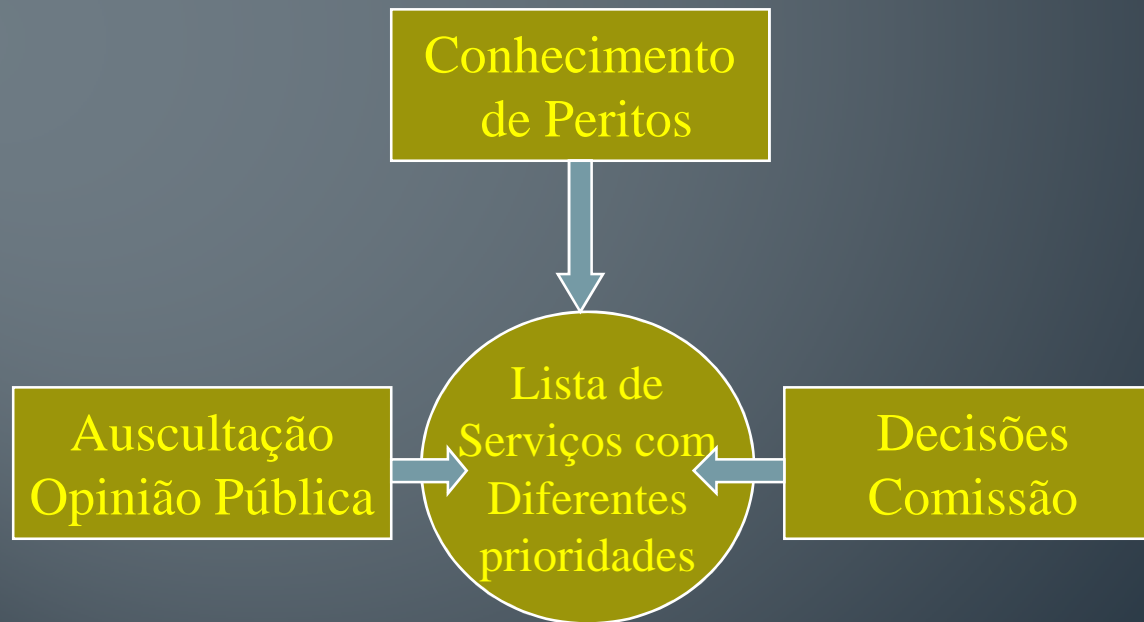 Conhecimento
de Peritos
Lista de
Serviços com
Diferentes
prioridades
Auscultação
Opinião Pública
Decisões
Comissão